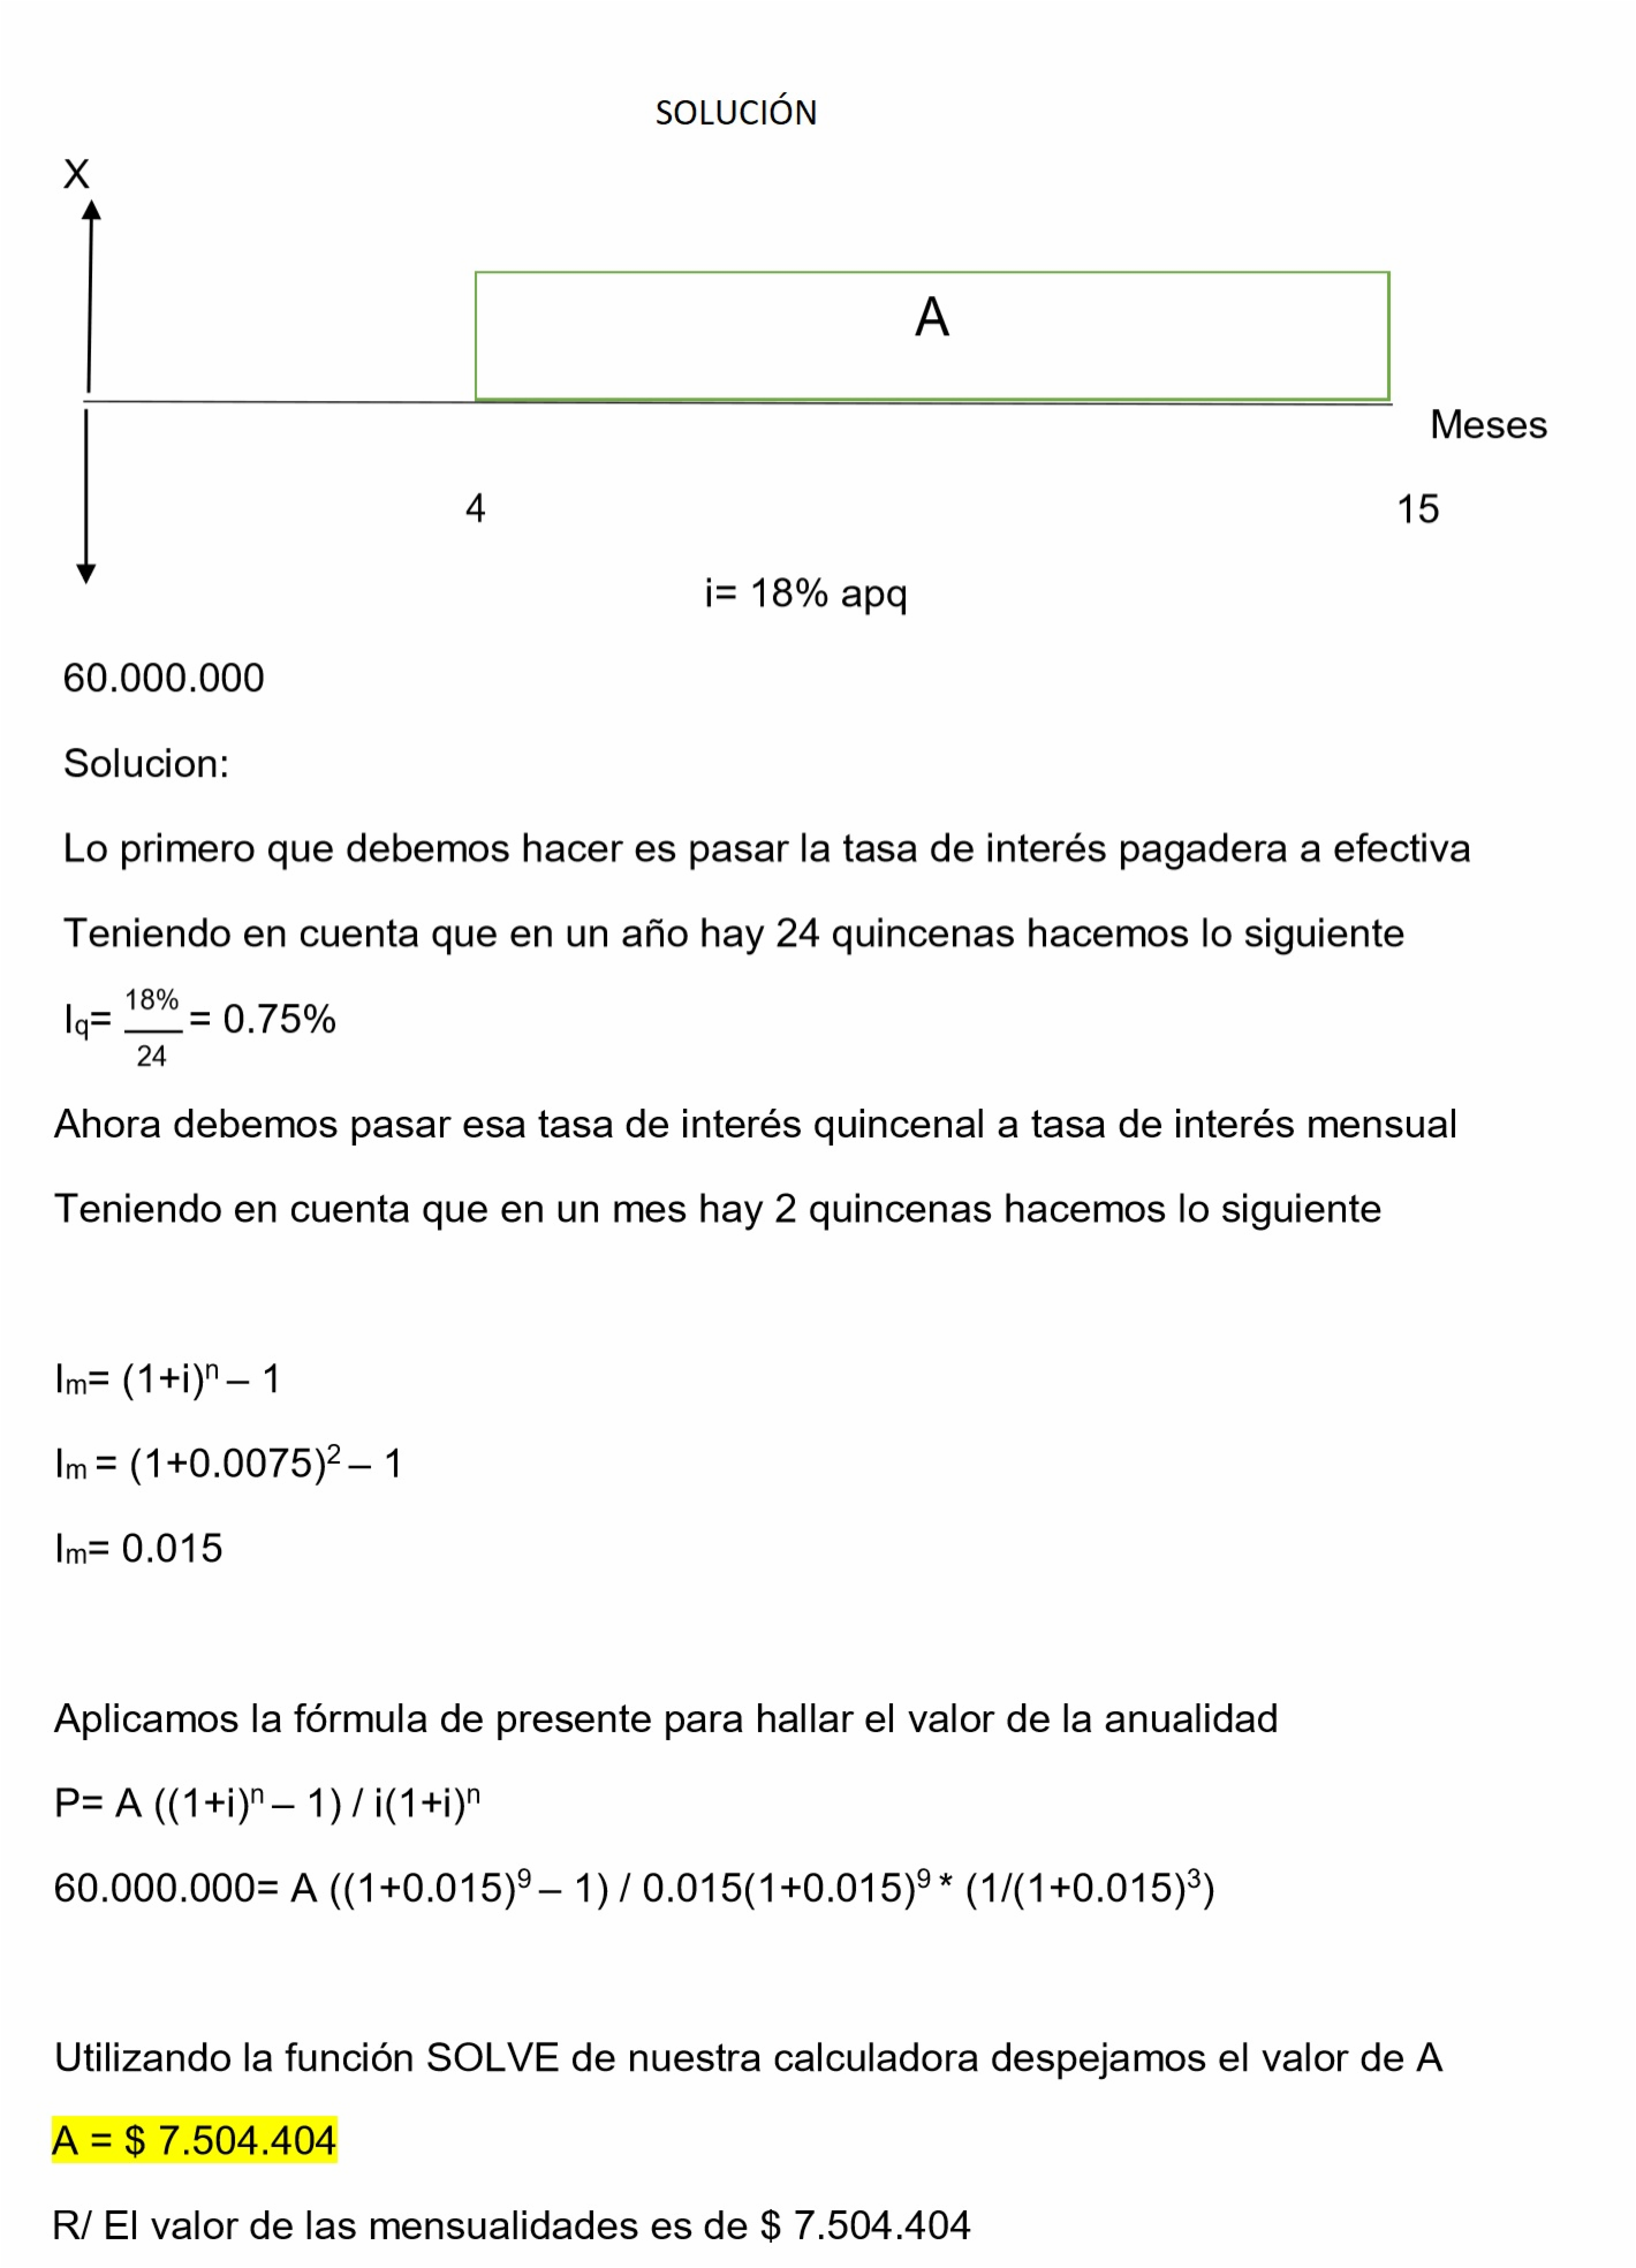 SOLUCIÓN
X
A
Meses
4 15
i= 18% apq
60.000.000
Solucion:
Lo primero que debemos hacer es pasar la tasa de interés pagadera a efectiva
Teniendo en cuenta que en un año hay 24 quincenas hacemos lo siguiente
Iq= 18%/24 = 0.75%
Ahora debemos pasar esa tasa de interés quincenal a tasa de interés mensual
Teniendo en cuenta que en un mes hay 2 quincenas hacemos lo siguiente
Im= (1+i)ⁿ – 1
Im = (1+0.0075)² – 1
Im= 0.015
Aplicamos la fórmula de presente para hallar el valor de la anualidad
P= A ((1+i)ⁿ – 1) / i(1+i)ⁿ
60.000.000= A ((1+0.015)⁹ – 1) / 0.015(1+0.015)⁹ * (1/(1+0.015)³)
Utilizando la función SOLVE de nuestra calculadora despejamos el valor de A
A = $ 7.504.404
R/ El valor de las mensualidades es de $ 7.504.404